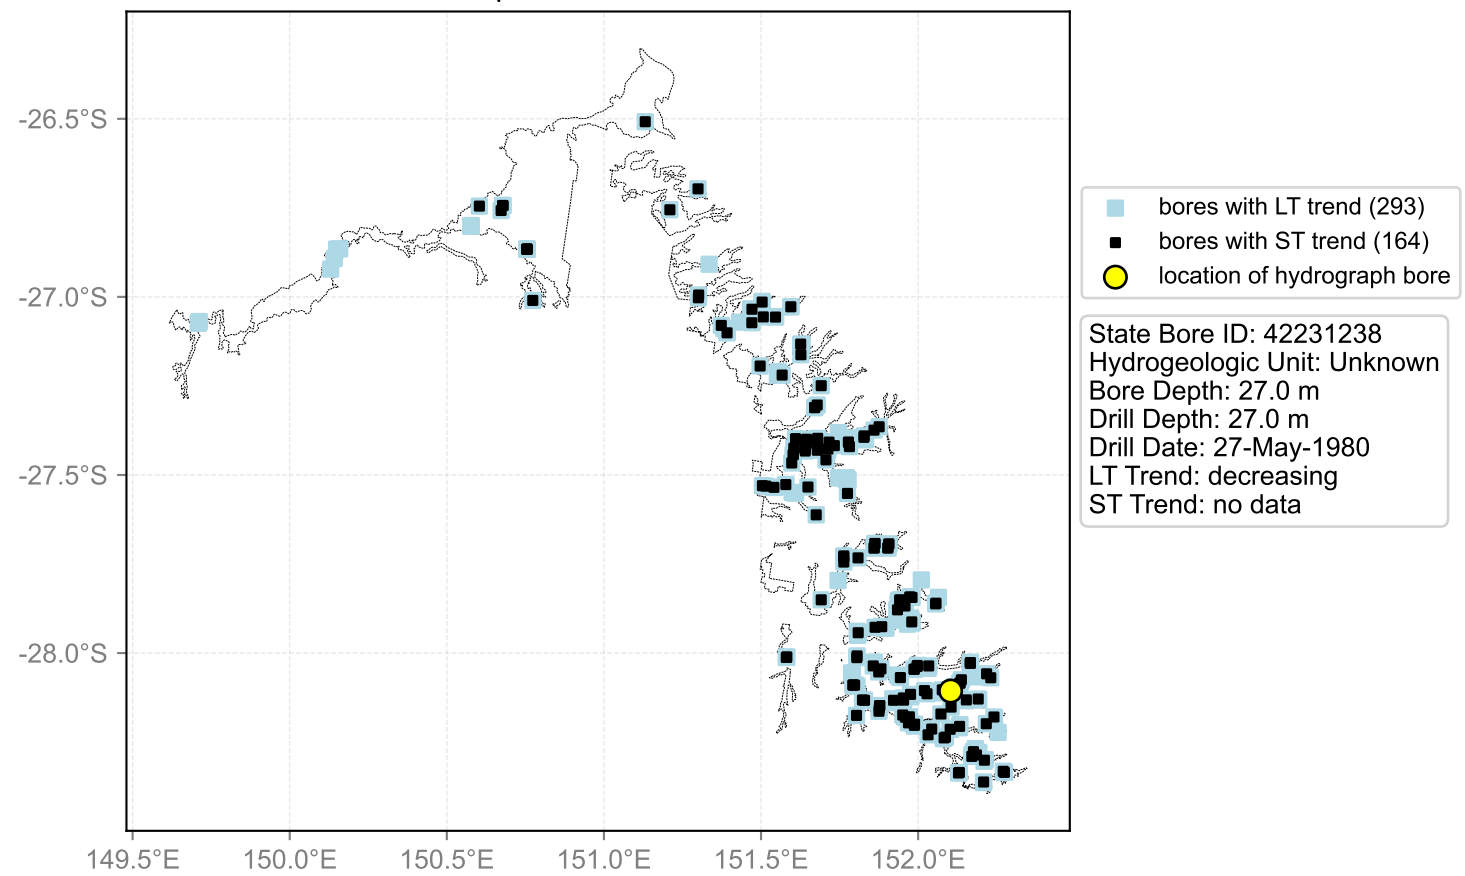 -26.5°S
-27.0°S
-27.5°S
-28.0°S
149.5°E 150.0°E 150.5°E 151.0°E 151.5°E 152.0°E
bores with LT trend (293)
bores with ST trend (164)
location of hydrograph bore
State Bore ID: 42231238
Hydrogeologic Unit: Unknown
Bore Depth: 27.0 m
Drill Depth: 27.0 m
Drill Date: 27-May-1980
LT Trend: decreasing
ST Trend: no data